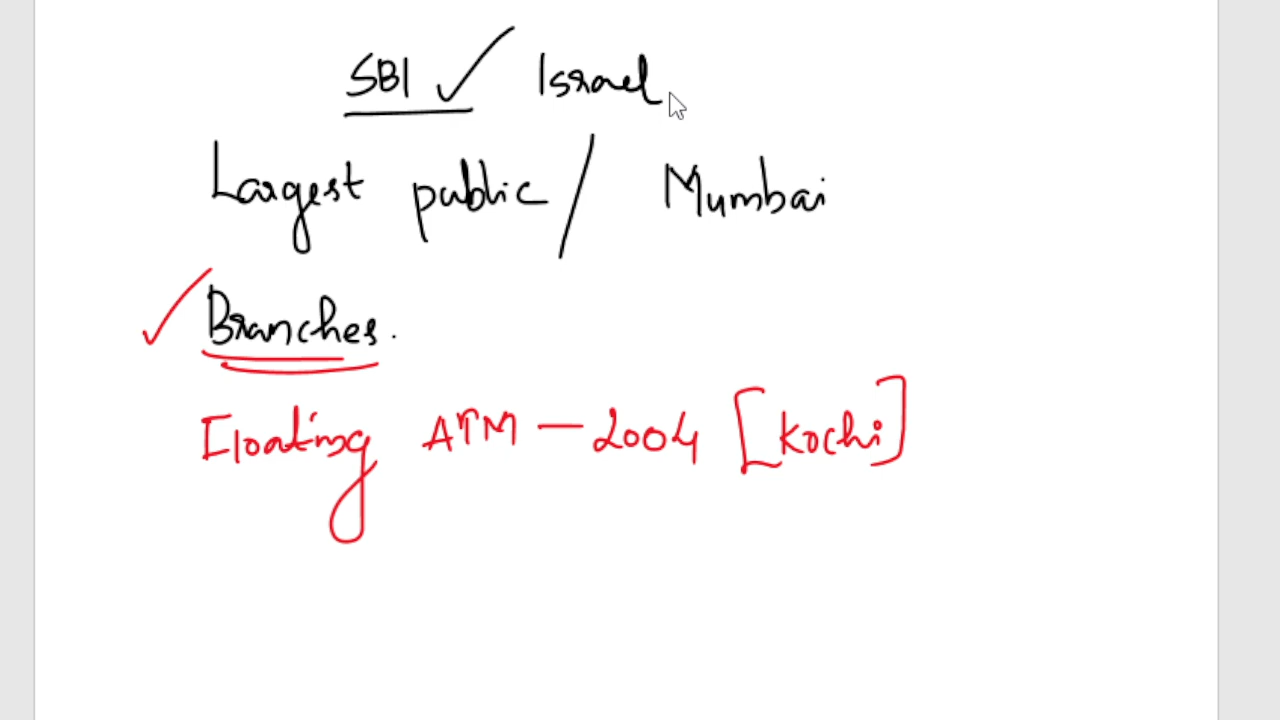 SBI ✓ Israel
Largest public / Mumbai
✓ Branches.
Floating ATM – 2004 [Kochi]